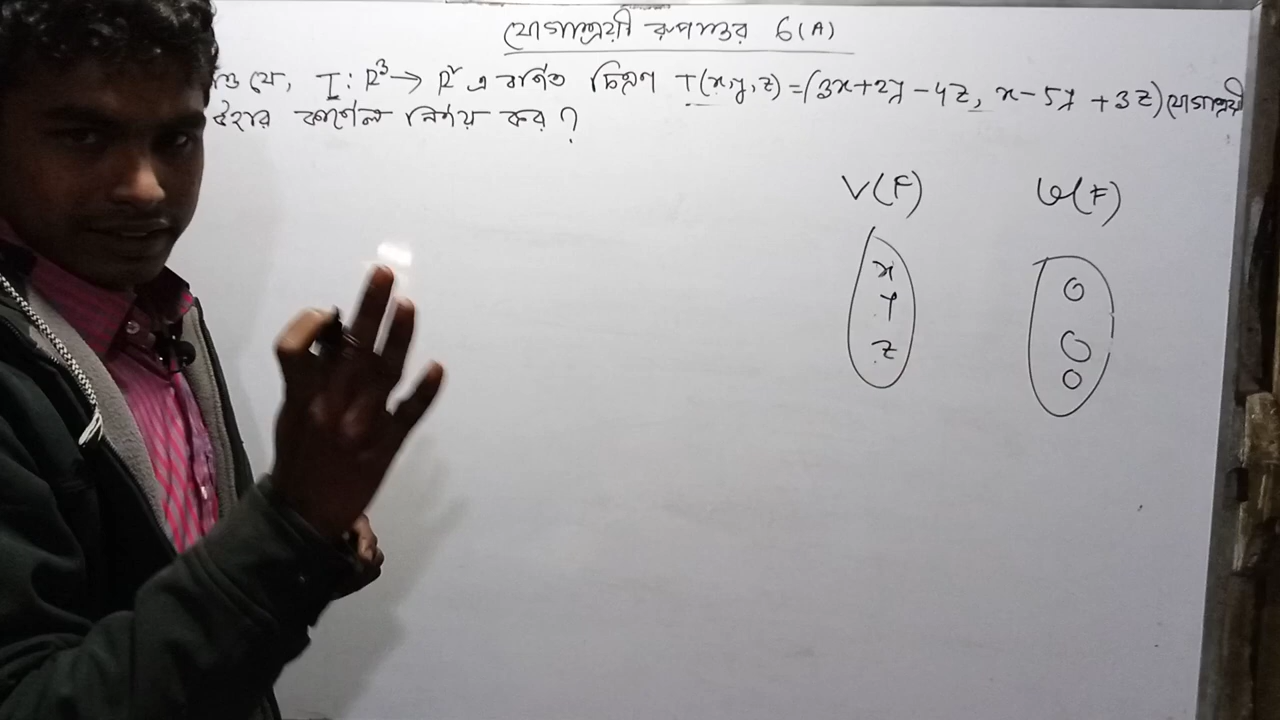 যোগাশ্রয়ী রূপান্তর 6(A)
যে, T: R³ → R² এ বর্ণিত চিত্রণ T(x,y,z) = (3x+2y-4z, x-5y+3z) যোগাশ্রয়ী
ইহার কার্ণেল নির্ণয় কর?
V(F) U(F)
x 0
y 0
z 0